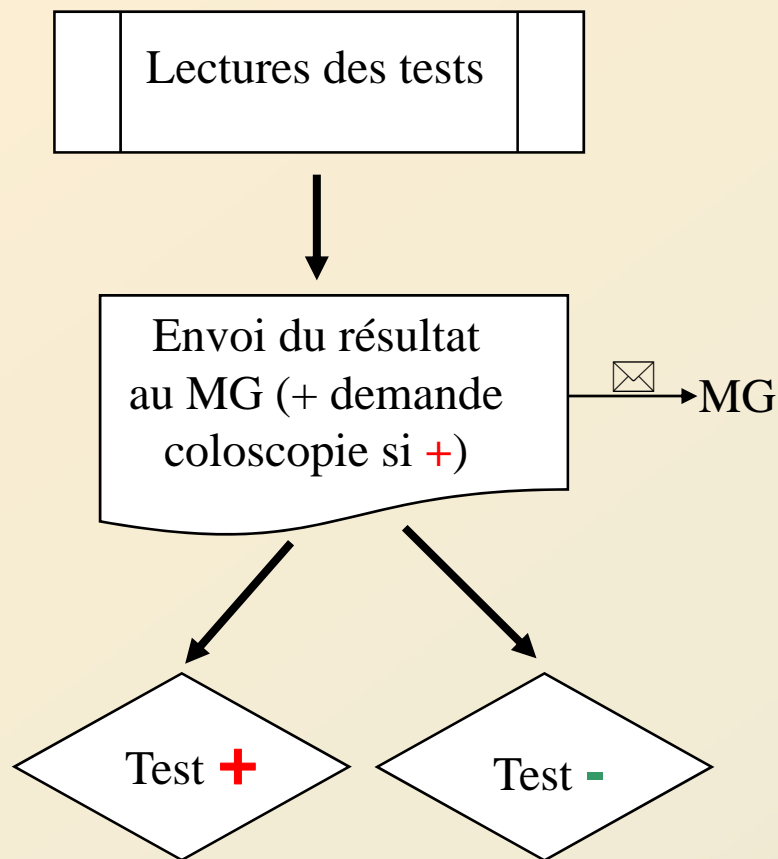 Lectures des tests
Envoi du résultat
au MG (+ demande
coloscopie si +)
MG
Test +
Test -